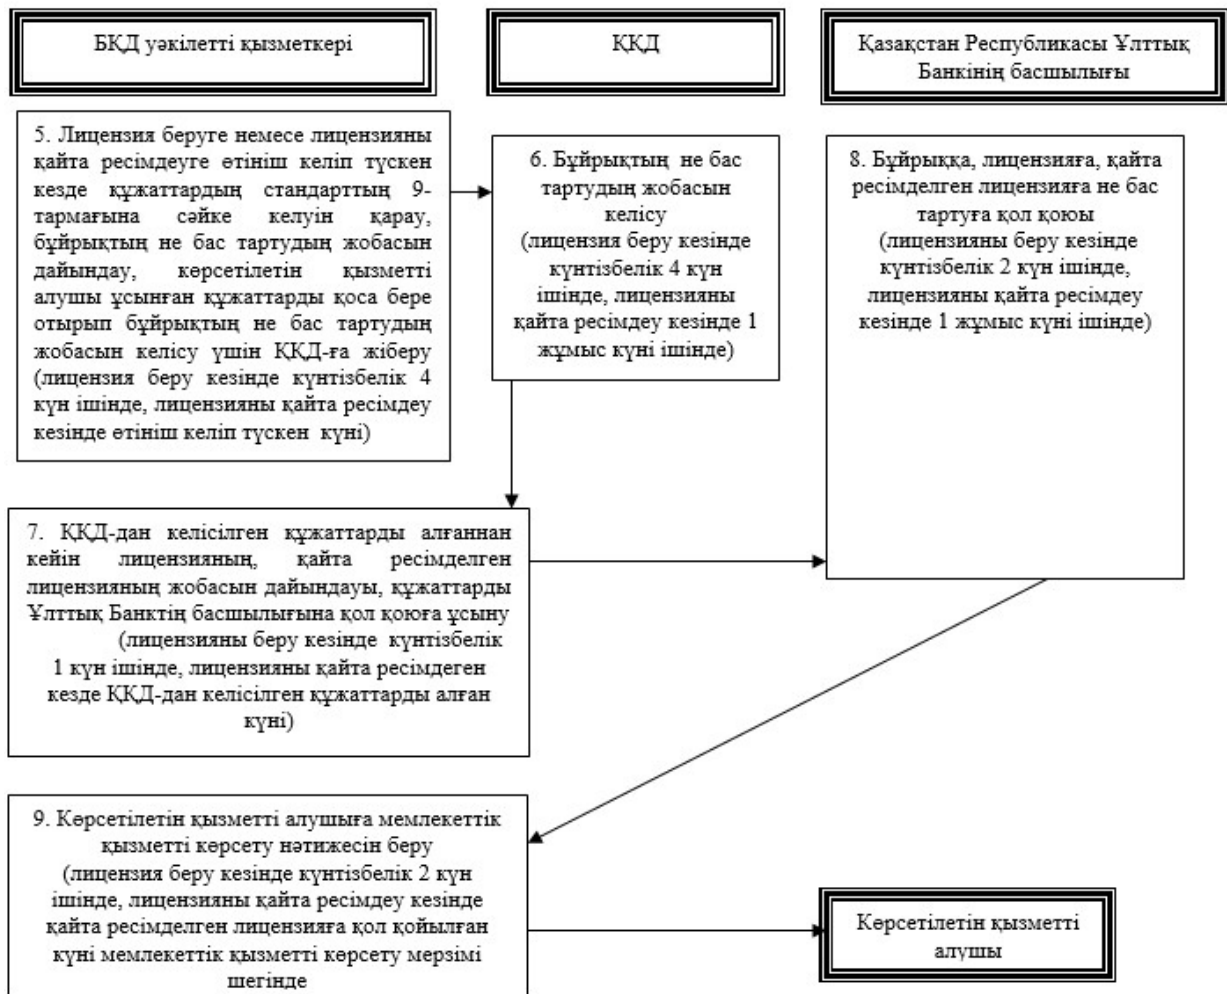 БҚД уәкілетті қызметкері
ҚҚД
Қазақстан Республикасы Ұлттық
Банкінің басшылығы
5. Лицензия беруге немесе лицензияны
қайта ресімдеуге өтініш келіп түскен
кезде құжаттардың стандарттың 9-
тармағына сәйке келуін қарау,
бұйрықтың не бас тартудың жобасын
дайындау, көрсетілетін қызметті
алушы ұсынған құжаттарды қоса бере
отырып бұйрықтың не бас тартудың
жобасын келісу үшін ҚҚД-ға жіберу
(лицензия беру кезінде күнтізбелік 4
күн ішінде, лицензияны қайта ресімдеу
кезінде өтініш келіп түскен күні)
6. Бұйрықтың не бас
тартудың жобасын
келісу
(лицензия беру кезінде
күнтізбелік 4 күн
ішінде, лицензияны
қайта ресімдеу кезінде 1
жұмыс күні ішінде)
8. Бұйрыққа, лицензияға, қайта
ресімделген лицензияға не бас
тартуға қол қоюы
(лицензияны беру кезінде
күнтізбелік 2 күн ішінде,
лицензияны қайта ресімдеу
кезінде 1 жұмыс күні ішінде)
7. ҚҚД-дан келісілген құжаттарды алғаннан
кейін лицензияның, қайта ресімделген
лицензияның жобасын дайындауы, құжаттарды
Ұлттық Банктің басшылығына қол қоюға ұсыну
(лицензияны беру кезінде күнтізбелік
1 күн ішінде, лицензияны қайта ресімдеген
кезде ҚҚД-дан келісілген құжаттарды алған
күні)
9. Көрсетілетін қызметті алушыға мемлекеттік
қызметті көрсету нәтижесін беру
(лицензия беру кезінде күнтізбелік 2 күн
ішінде, лицензияны қайта ресімдеу кезінде
қайта ресімделген лицензияға қол қойылған
күні мемлекеттік қызметті көрсету мерзімі
шегінде
Көрсетілетін қызметті
алушы